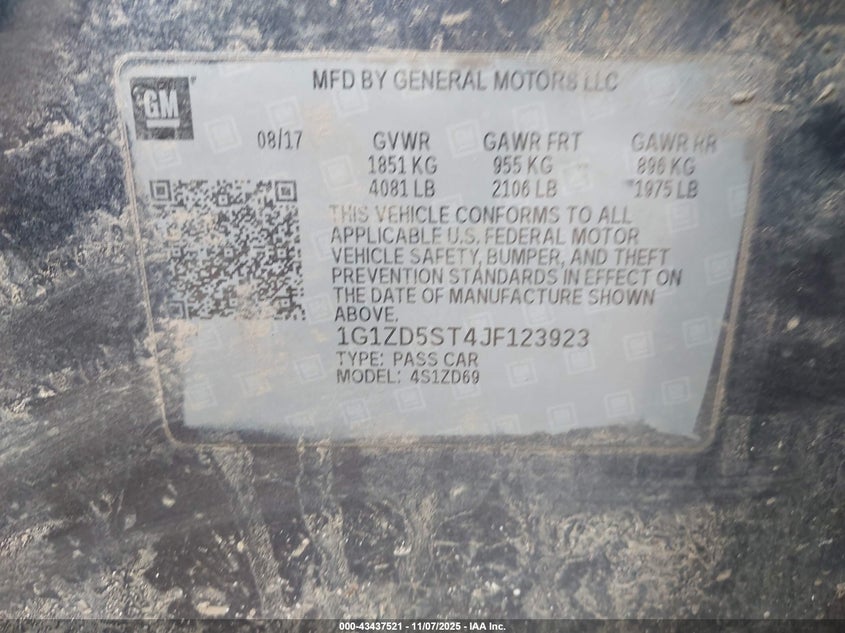 GM
MFD BY GENERAL MOTORS LLC
08/17 GVWR GAWR FRT GAWR RR
1851 KG 955 KG 896 KG
4081 LB 2106 LB 1975 LB
THIS VEHICLE CONFORMS TO ALL
APPLICABLE U.S. FEDERAL MOTOR
VEHICLE SAFETY, BUMPER, AND THEFT
PREVENTION STANDARDS IN EFFECT ON
THE DATE OF MANUFACTURE SHOWN
ABOVE.
1G1ZD5ST4JF123923
TYPE: PASS CAR
MODEL: 4S1ZD69
000-43437521 - 11/07/2025 - IAA Inc.